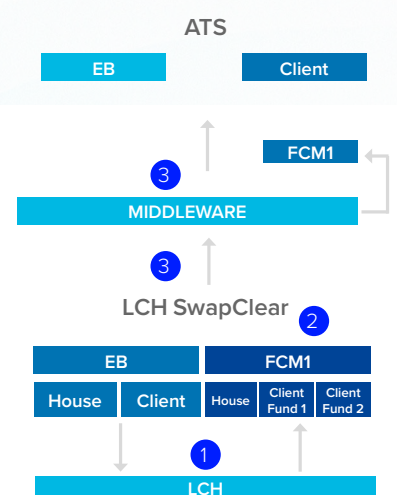 ATS
EB
Client
FCM1
3
MIDDLEWARE
3
LCH SwapClear
2
EB
FCM1
House
Client
House
Client
Fund 1
Client
Fund 2
1
LCH